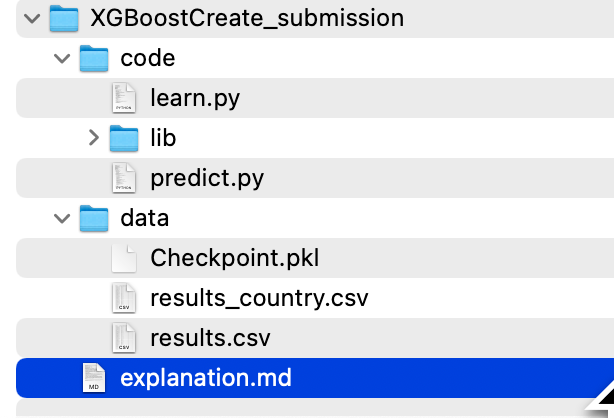 XGBoostCreate_submission
code
learn.py
lib
predict.py
data
Checkpoint.pkl
results_country.csv
results.csv
explanation.md